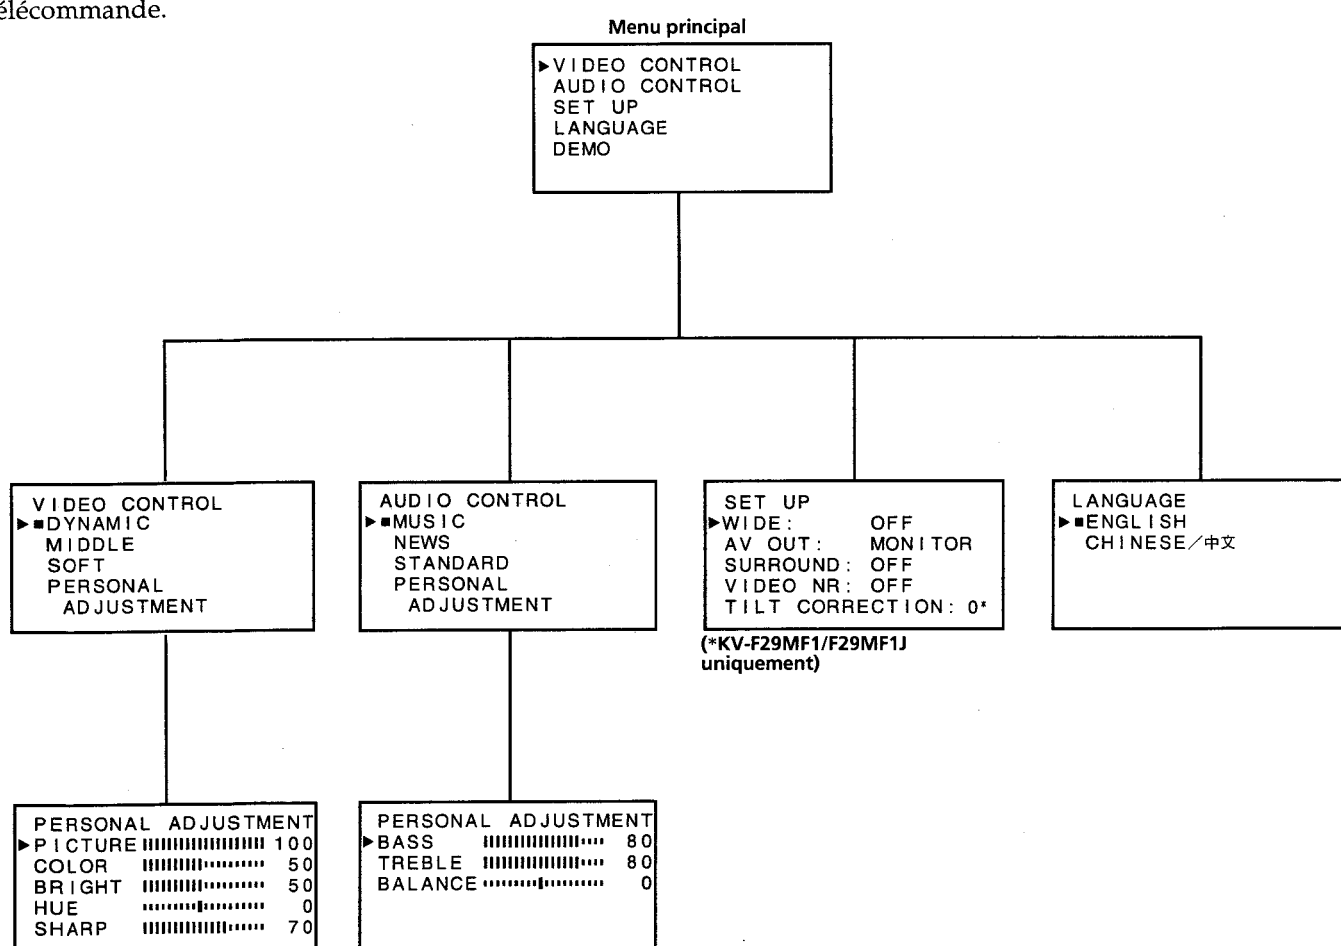 élécommande.
Menu principal
▶VIDEO CONTROL
AUDIO CONTROL
SET UP
LANGUAGE
DEMO
VIDEO CONTROL
▶■DYNAMIC
MIDDLE
SOFT
PERSONAL
ADJUSTMENT
AUDIO CONTROL
▶■MUSIC
NEWS
STANDARD
PERSONAL
ADJUSTMENT
SET UP
▶WIDE: OFF
AV OUT: MONITOR
SURROUND: OFF
VIDEO NR: OFF
TILT CORRECTION: 0*
(*KV-F29MF1/F29MF1J
uniquement)
LANGUAGE
▶■ENGLISH
CHINESE/中文
PERSONAL ADJUSTMENT
▶PICTURE 100
COLOR 50
BRIGHT 50
HUE 0
SHARP 70
PERSONAL ADJUSTMENT
▶BASS 80
TREBLE 80
BALANCE 0